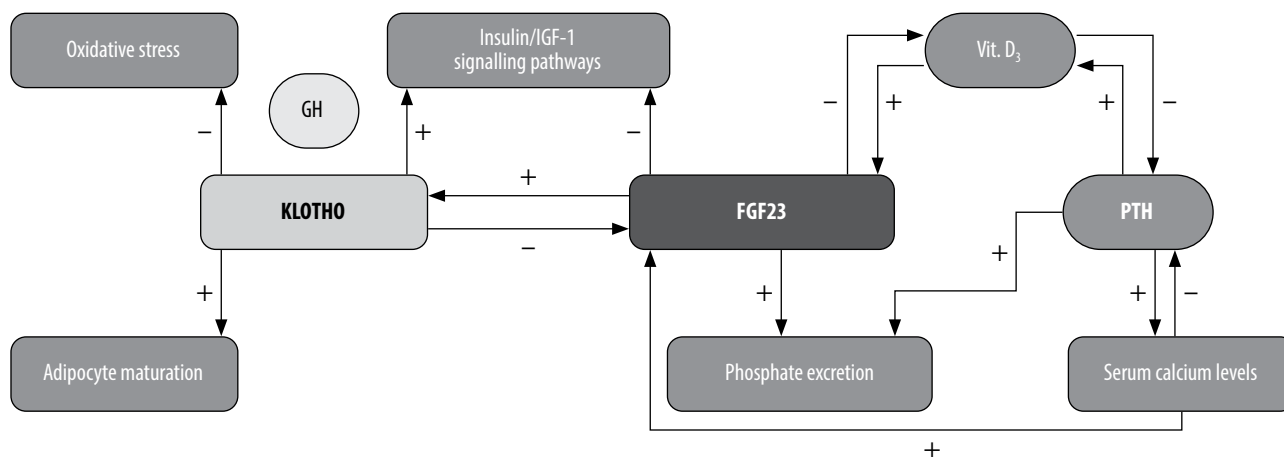 Oxidative stress
Insulin/IGF-1
signalling pathways
Vit. D₃
GH
–
+
–
–
+
+
–
KLOTHO
+
FGF23
PTH
–
+
+
+
+
–
Adipocyte maturation
Phosphate excretion
Serum calcium levels
+